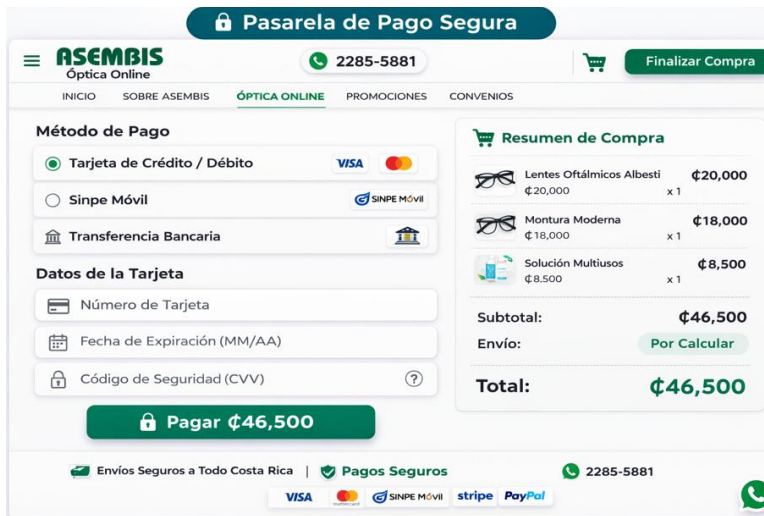 Pasarela de Pago Segura
ASEMBIS
Óptica Online
2285-5881
Finalizar Compra
INICIO SOBRE ASEMBIS ÓPTICA ONLINE PROMOCIONES CONVENIOS
Método de Pago
Tarjeta de Crédito / Débito VISA
Sinpe Móvil SINPE MÓVIL
Transferencia Bancaria
Datos de la Tarjeta
Número de Tarjeta
Fecha de Expiración (MM/AA)
Código de Seguridad (CVV) ?
Pagar ₡46,500
Resumen de Compra
Lentes Oftálmicos Albesti ₡20,000
₡20,000 x 1
Montura Moderna ₡18,000
₡18,000 x 1
Solución Multiusos ₡8,500
₡8.500 x 1
Subtotal: ₡46,500
Envío: Por Calcular
Total: ₡46,500
Envíos Seguros a Todo Costa Rica | Pagos Seguros 2285-5881
VISA mastercard SINPE MÓVIL stripe PayPal